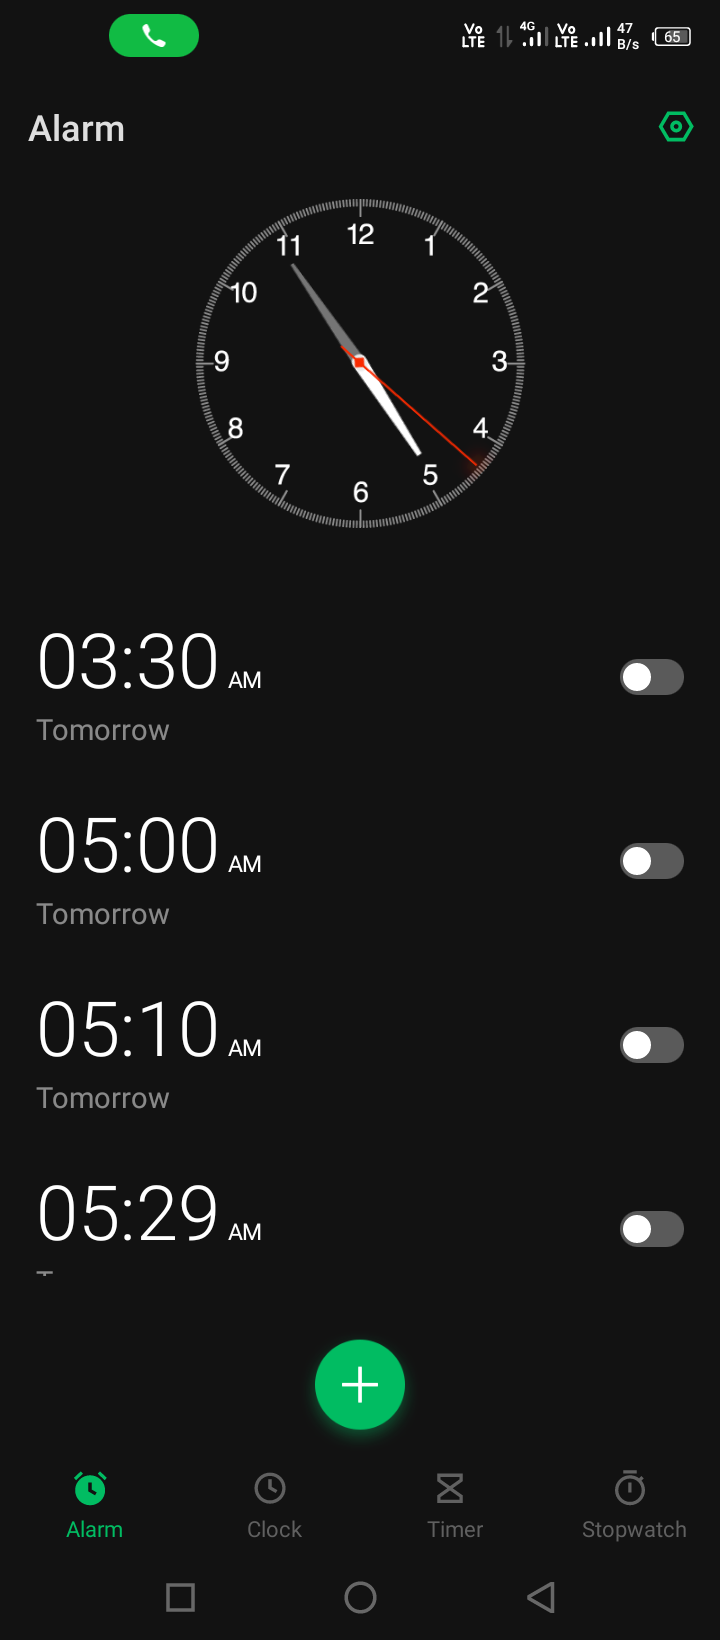 Vo LTE 4G Vo LTE 47 B/s 65
Alarm
12
11 1
10 2
9 3
8 4
7 5
6
03:30 AM
Tomorrow
05:00 AM
Tomorrow
05:10 AM
Tomorrow
05:29 AM
Alarm Clock Timer Stopwatch